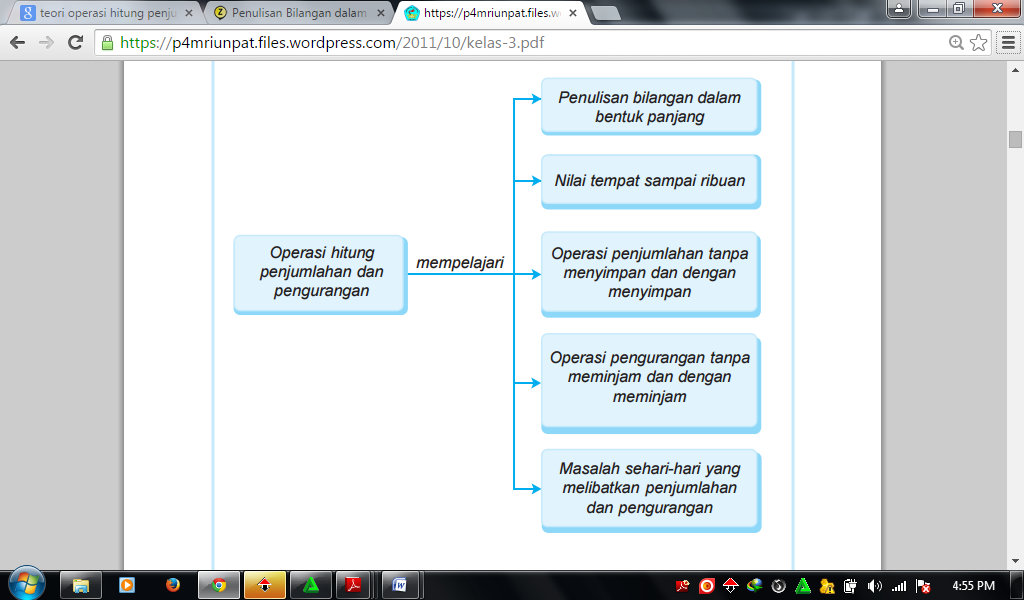 teori operasi hitung penju
Penulisan Bilangan dalam
https://p4mriunpat.files.w
https://p4mriunpat.files.wordpress.com/2011/10/kelas-3.pdf
Operasi hitung
penjumlahan dan
pengurangan
mempelajari
Penulisan bilangan dalam
bentuk panjang
Nilai tempat sampai ribuan
Operasi penjumlahan tanpa
menyimpan dan dengan
menyimpan
Operasi pengurangan tanpa
meminjam dan dengan
meminjam
Masalah sehari-hari yang
melibatkan penjumlahan
dan pengurangan
4:55 PM